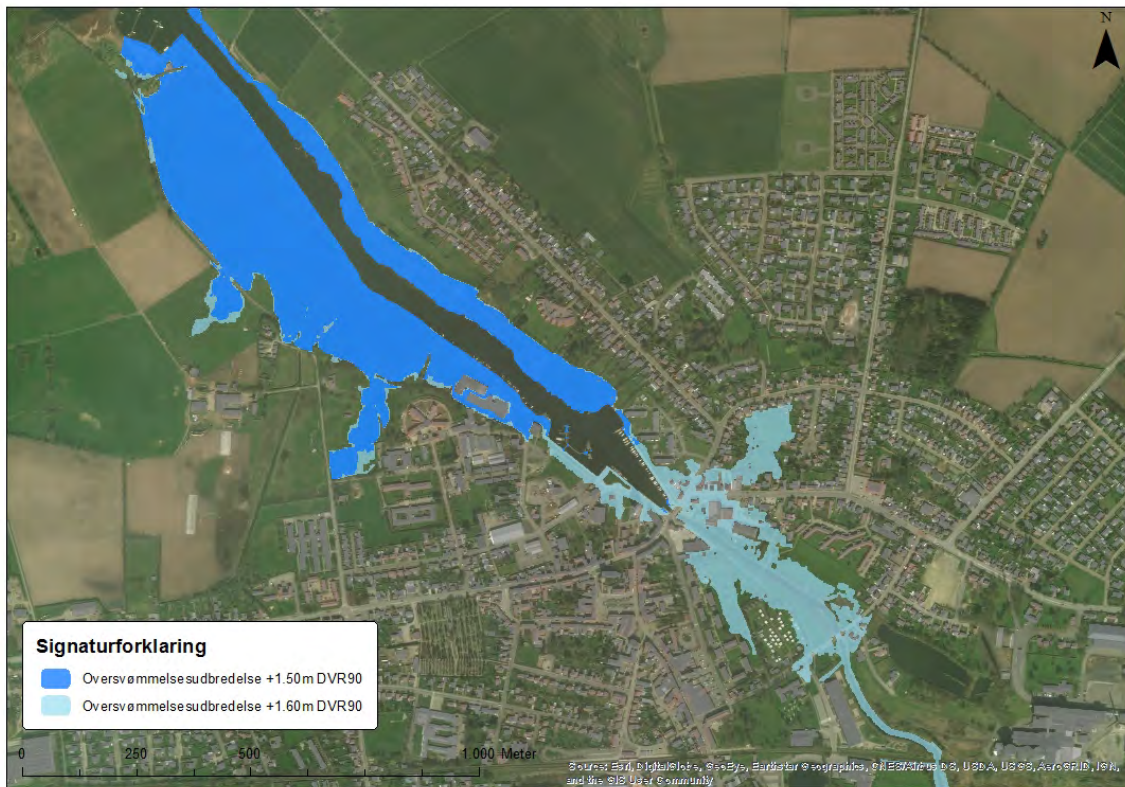 N
Signaturforklaring
Oversvømmelsesudbredelse +1.50m DVR90
Oversvømmelsesudbredelse +1.60m DVR90
0 250 500 1 000 Meter
Sources: Esri, DigitalGlobe, GeoEye, Earthstar Geographics, CNES/Airbus DS, USDA, USGS, AeroGRID, IGN,
and the GIS User Community